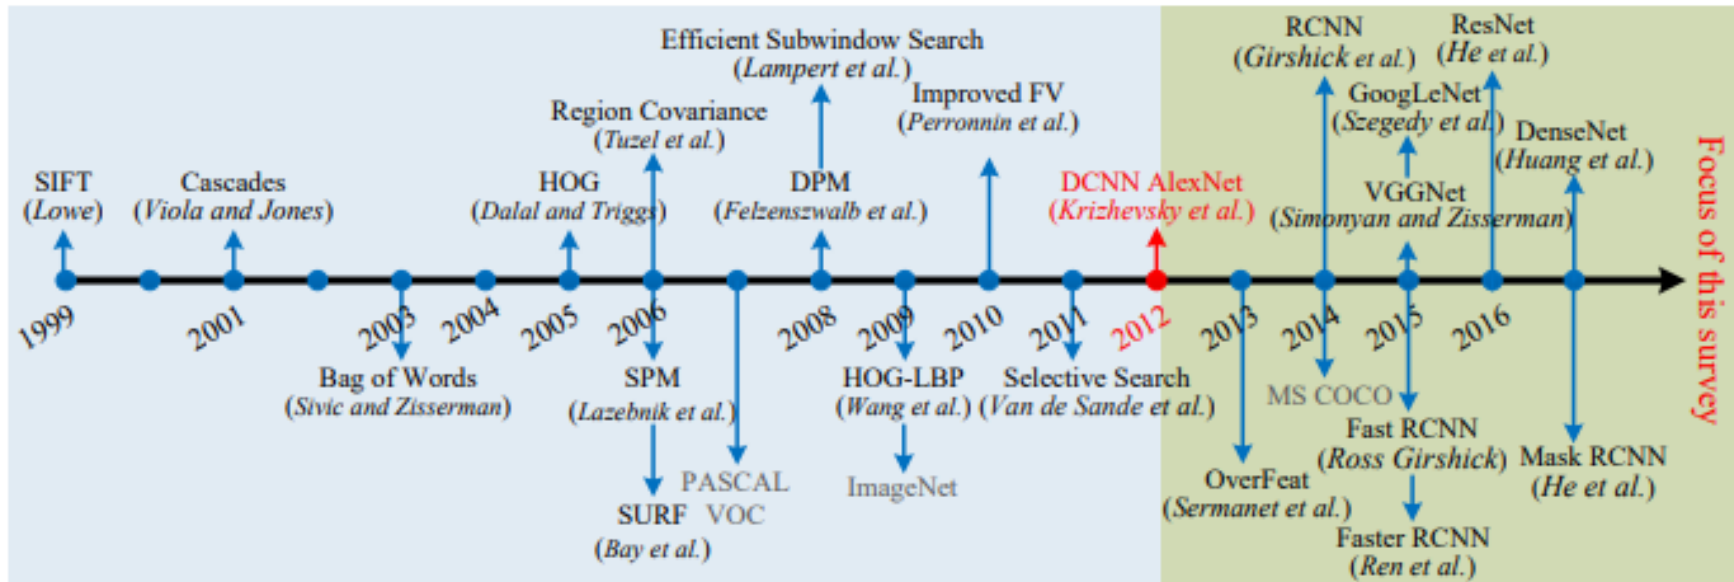 SIFT
(Lowe)
Cascades
(Viola and Jones)
HOG
(Dalal and Triggs)
Region Covariance
(Tuzel et al.)
Efficient Subwindow Search
(Lampert et al.)
DPM
(Felzenszwalb et al.)
Improved FV
(Perronnin et al.)
DCNN AlexNet
(Krizhevsky et al.)
RCNN
(Girshick et al.)
GoogLeNet
(Szegedy et al.)
VGGNet
(Simonyan and Zisserman)
ResNet
(He et al.)
DenseNet
(Huang et al.)
Focus of this survey
1999
2001
2003
2004
2005
2006
2008
2009
2010
2011
2012
2013
2014
2015
2016
Bag of Words
(Sivic and Zisserman)
SPM
(Lazebnik et al.)
SURF
(Bay et al.)
PASCAL
VOC
HOG-LBP
(Wang et al.)
ImageNet
Selective Search
(Van de Sande et al.)
OverFeat
(Sermanet et al.)
MS COCO
Fast RCNN
(Ross Girshick)
Faster RCNN
(Ren et al.)
Mask RCNN
(He et al.)